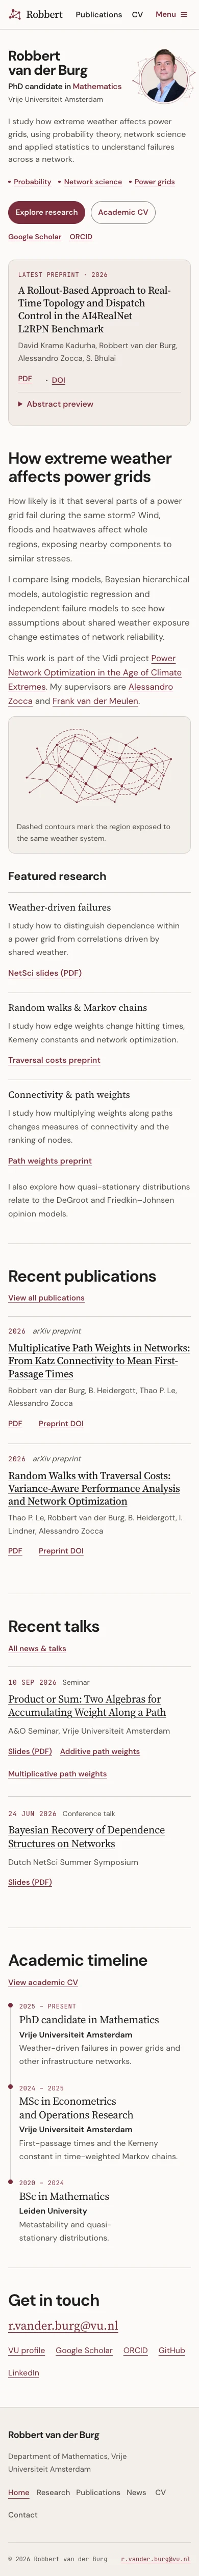 Robbert Publications CV Menu
Robbert
van der Burg
PhD candidate in Mathematics
Vrije Universiteit Amsterdam
I study how extreme weather affects power
grids, using probability theory, network science
and applied statistics to understand failures
across a network.
Probability Network science Power grids
Explore research Academic CV
Google Scholar ORCID
LATEST PREPRINT · 2026
A Rollout-Based Approach to Real-
Time Topology and Dispatch
Control in the AI4RealNet
L2RPN Benchmark
David Krame Kadurha, Robbert van der Burg,
Alessandro Zocca, S. Bhulai
PDF · DOI
Abstract preview
How extreme weather
affects power grids
How likely is it that several parts of a power
grid fail during the same storm? Wind,
floods and heatwaves affect whole
regions, exposing nearby components to
similar stresses.
I compare Ising models, Bayesian hierarchical
models, autologistic regression and
independent failure models to see how
assumptions about shared weather exposure
change estimates of network reliability.
This work is part of the Vidi project Power
Network Optimization in the Age of Climate
Extremes. My supervisors are Alessandro
Zocca and Frank van der Meulen.
Dashed contours mark the region exposed to
the same weather system.
Featured research
Weather-driven failures
I study how to distinguish dependence within
a power grid from correlations driven by
shared weather.
NetSci slides (PDF)
Random walks & Markov chains
I study how edge weights change hitting times,
Kemeny constants and network optimization.
Traversal costs preprint
Connectivity & path weights
I study how multiplying weights along paths
changes measures of connectivity and the
ranking of nodes.
Path weights preprint
I also explore how quasi-stationary distributions
relate to the DeGroot and Friedkin–Johnsen
opinion models.
Recent publications
View all publications
2026 arXiv preprint
Multiplicative Path Weights in Networks:
From Katz Connectivity to Mean First-
Passage Times
Robbert van der Burg, B. Heidergott, Thao P. Le,
Alessandro Zocca
PDF Preprint DOI
2026 arXiv preprint
Random Walks with Traversal Costs:
Variance-Aware Performance Analysis
and Network Optimization
Thao P. Le, Robbert van der Burg, B. Heidergott, I.
Lindner, Alessandro Zocca
PDF Preprint DOI
Recent talks
All news & talks
10 SEP 2026 Seminar
Product or Sum: Two Algebras for
Accumulating Weight Along a Path
A&O Seminar, Vrije Universiteit Amsterdam
Slides (PDF) Additive path weights
Multiplicative path weights
24 JUN 2026 Conference talk
Bayesian Recovery of Dependence
Structures on Networks
Dutch NetSci Summer Symposium
Slides (PDF)
Academic timeline
View academic CV
2025 – PRESENT
PhD candidate in Mathematics
Vrije Universiteit Amsterdam
Weather-driven failures in power grids and
other infrastructure networks.
2024 – 2025
MSc in Econometrics
and Operations Research
Vrije Universiteit Amsterdam
First-passage times and the Kemeny
constant in time-weighted Markov chains.
2020 – 2024
BSc in Mathematics
Leiden University
Metastability and quasi-
stationary distributions.
Get in touch
r.vander.burg@vu.nl
VU profile Google Scholar ORCID GitHub
LinkedIn
Robbert van der Burg
Department of Mathematics, Vrije
Universiteit Amsterdam
Home Research Publications News CV
Contact
© 2026 Robbert van der Burg r.vander.burg@vu.nl